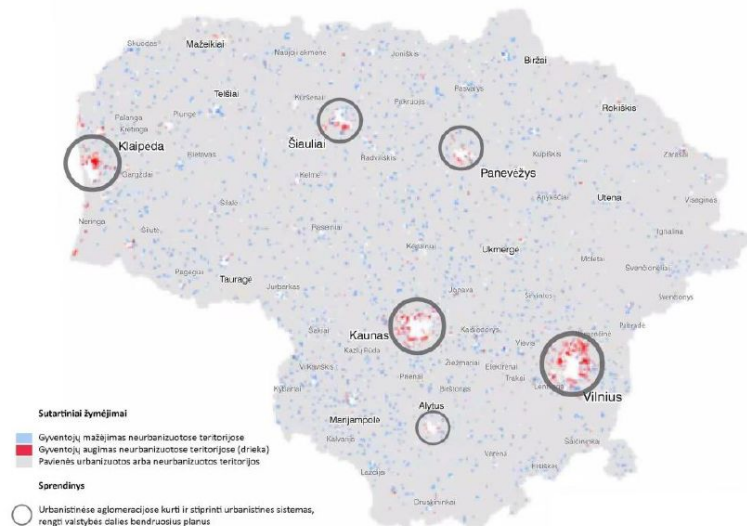 Skuodas
Mažeikiai
Naujoji Akmenė
Joniškis
Biržai
Telšiai
Kuršėnai
Pakruojis
Pasvalys
Rokiškis
Palanga
Plungė
Kretinga
Klaipėda
Šiauliai
Radviliškis
Panevėžys
Kupiškis
Zarasai
Gargždai
Rietavas
Kelmė
Anykščiai
Utena
Visaginas
Neringa
Šilutė
Šilalė
Raseiniai
Kėdainiai
Ukmergė
Molėtai
Ignalina
Švenčionėliai
Švenčionys
Pagėgiai
Tauragė
Jurbarkas
Jonava
Širvintos
Pabradė
Šakiai
Kaunas
Kaišiadorys
Vievis
Kazlų Rūda
Vilkaviškis
Prienai
Žiežmariai
Elektrėnai
Trakai
Lentvaris
Vilnius
Kybartai
Birštonas
Marijampolė
Kalvarija
Alytus
Varėna
Šalčininkai
Eišiškės
Lazdijai
Druskininkai
Sutartiniai žymėjimai
Gyventojų mažėjimas neurbanizuotose teritorijose
Gyventojų augimas neurbanizuotose teritorijose (drieka)
Pavienės urbanizuotos arba neurbanizuotos teritorijos
Sprendinys
Urbanistinėse aglomeracijose kurti ir stiprinti urbanistines sistemas,
rengti valstybės dalies bendruosius planus